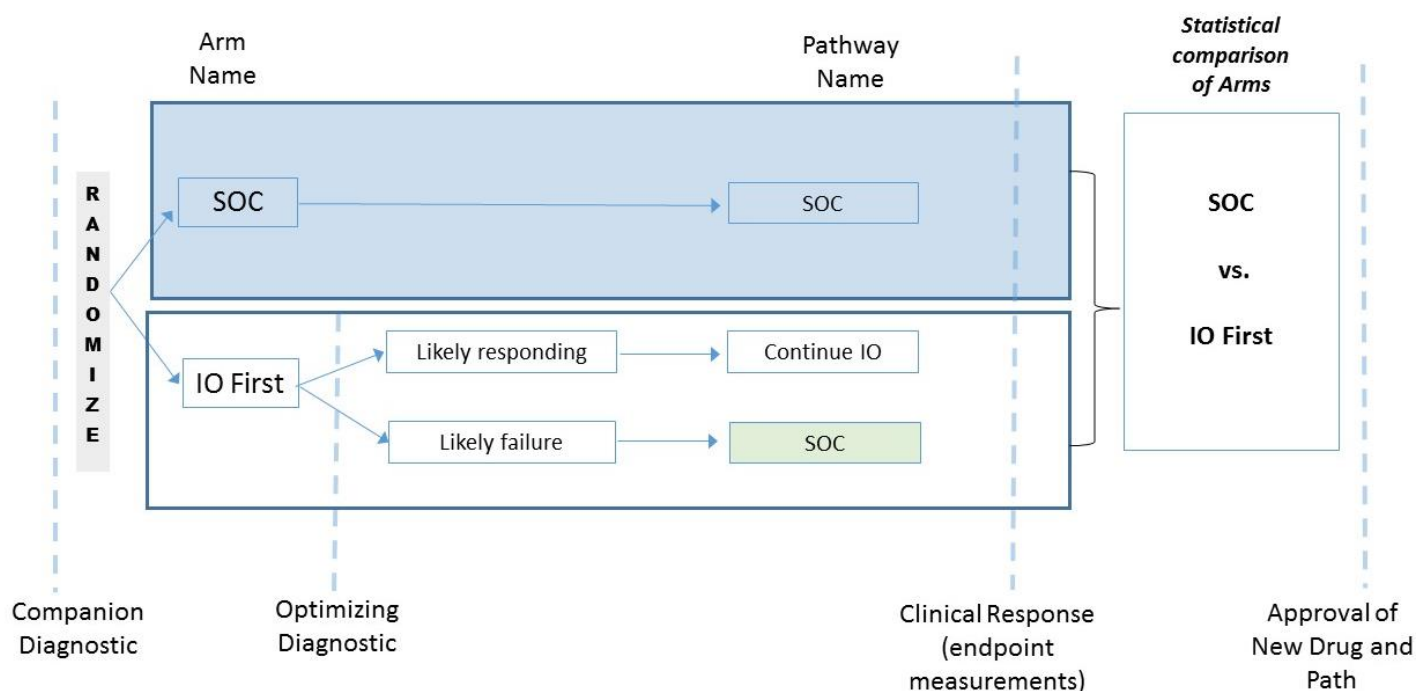 Arm
Name
Pathway
Name
Statistical
comparison
of Arms
RANDOMIZE
SOC
SOC
IO First
Likely responding
Continue IO
Likely failure
SOC
SOC
vs.
IO First
Companion
Diagnostic
Optimizing
Diagnostic
Clinical Response
(endpoint
measurements)
Approval of
New Drug and
Path